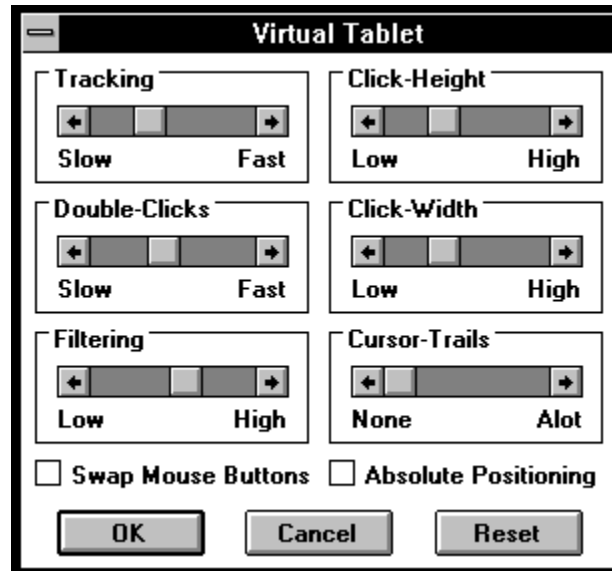 Virtual Tablet
Tracking
Slow Fast
Click-Height
Low High
Double-Clicks
Slow Fast
Click-Width
Low High
Filtering
Low High
Cursor-Trails
None Alot
Swap Mouse Buttons
Absolute Positioning
OK
Cancel
Reset